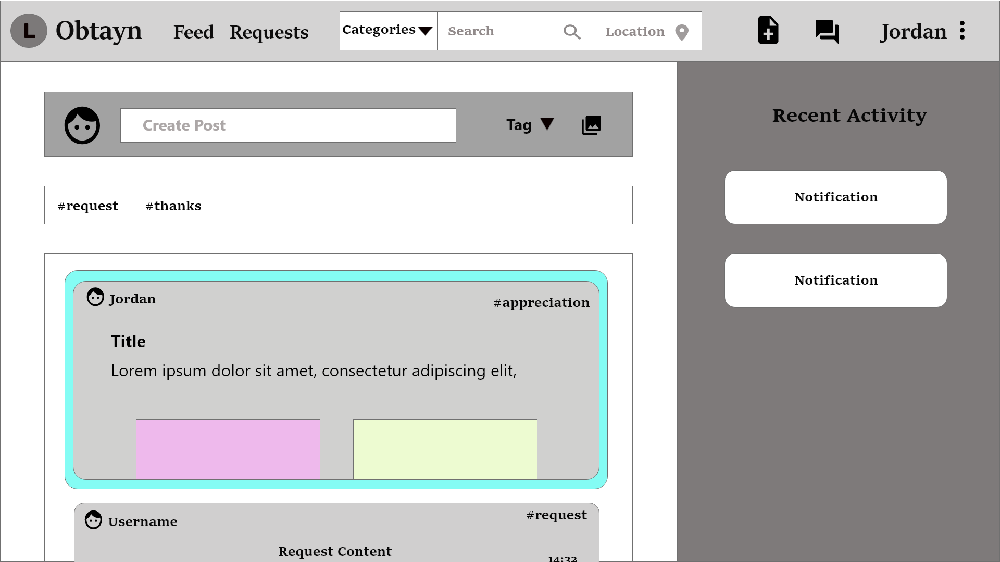 L Obtayn Feed Requests Categories Search Location Jordan
Create Post Tag
Recent Activity
#request #thanks
Notification
Notification
Jordan #appreciation
Title
Lorem ipsum dolor sit amet, consectetur adipiscing elit,
Username #request
Request Content
14:32